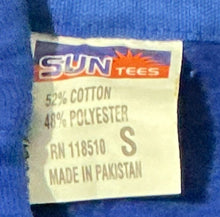 SUN TEES
52% COTTON
48% POLYESTER
RN 118510 S
MADE IN PAKISTAN